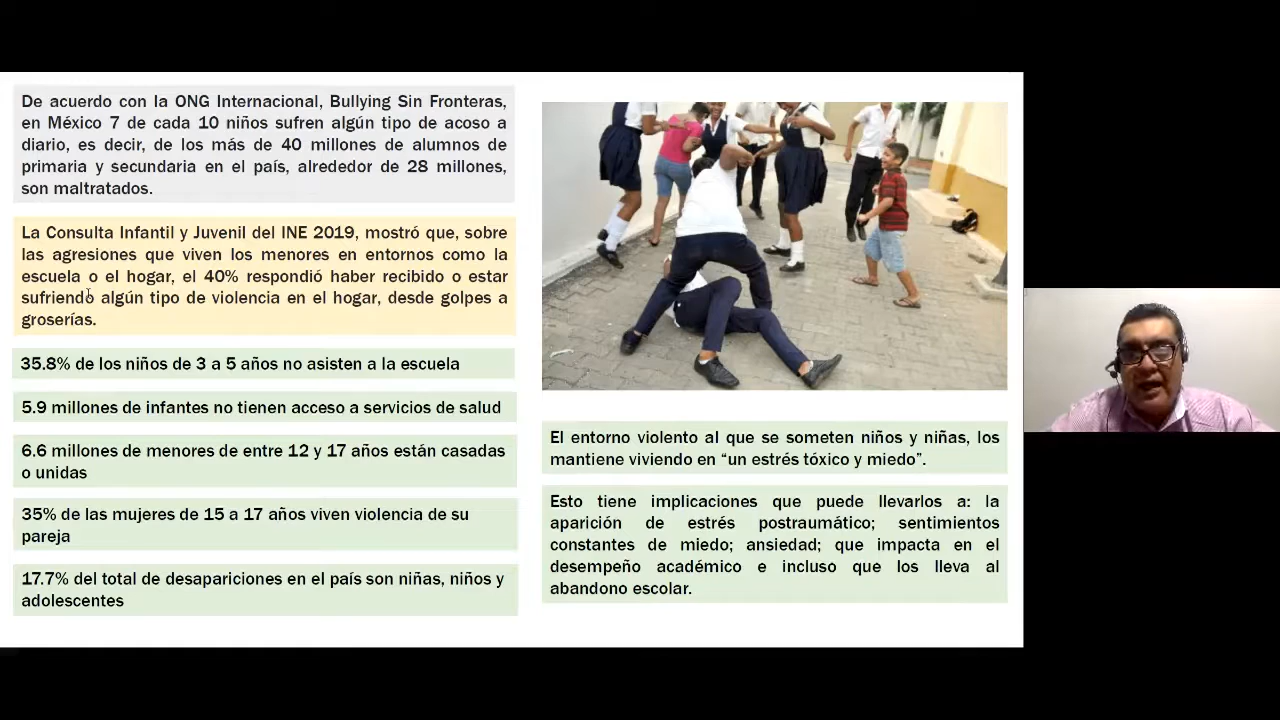 De acuerdo con la ONG Internacional, Bullying Sin Fronteras,
en México 7 de cada 10 niños sufren algún tipo de acoso a
diario, es decir, de los más de 40 millones de alumnos de
primaria y secundaria en el país, alrededor de 28 millones,
son maltratados.
La Consulta Infantil y Juvenil del INE 2019, mostró que, sobre
las agresiones que viven los menores en entornos como la
escuela o el hogar, el 40% respondió haber recibido o estar
sufriendo algún tipo de violencia en el hogar, desde golpes a
groserías.
35.8% de los niños de 3 a 5 años no asisten a la escuela
5.9 millones de infantes no tienen acceso a servicios de salud
6.6 millones de menores de entre 12 y 17 años están casadas
o unidas
35% de las mujeres de 15 a 17 años viven violencia de su
pareja
17.7% del total de desapariciones en el país son niñas, niños y
adolescentes
El entorno violento al que se someten niños y niñas, los
mantiene viviendo en “un estrés tóxico y miedo”.
Esto tiene implicaciones que puede llevarlos a: la
aparición de estrés postraumático; sentimientos
constantes de miedo; ansiedad; que impacta en el
desempeño académico e incluso que los lleva al
abandono escolar.